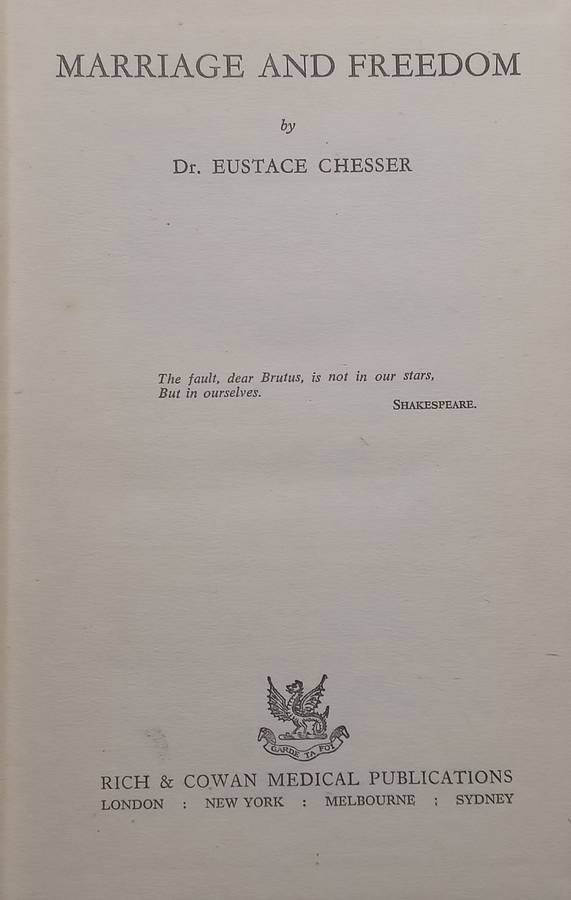 MARRIAGE AND FREEDOM
by
Dr. EUSTACE CHESSER
The fault, dear Brutus, is not in our stars,
But in ourselves.
SHAKESPEARE.
GARDE TA FOI
RICH & COWAN MEDICAL PUBLICATIONS
LONDON : NEW YORK : MELBOURNE : SYDNEY